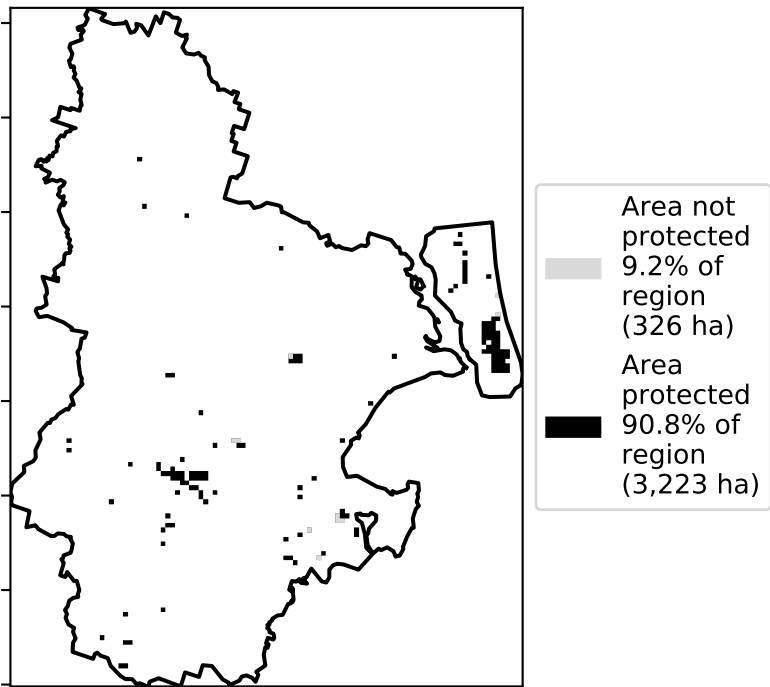 Area not
protected
9.2% of
region
(326 ha)
Area
protected
90.8% of
region
(3,223 ha)